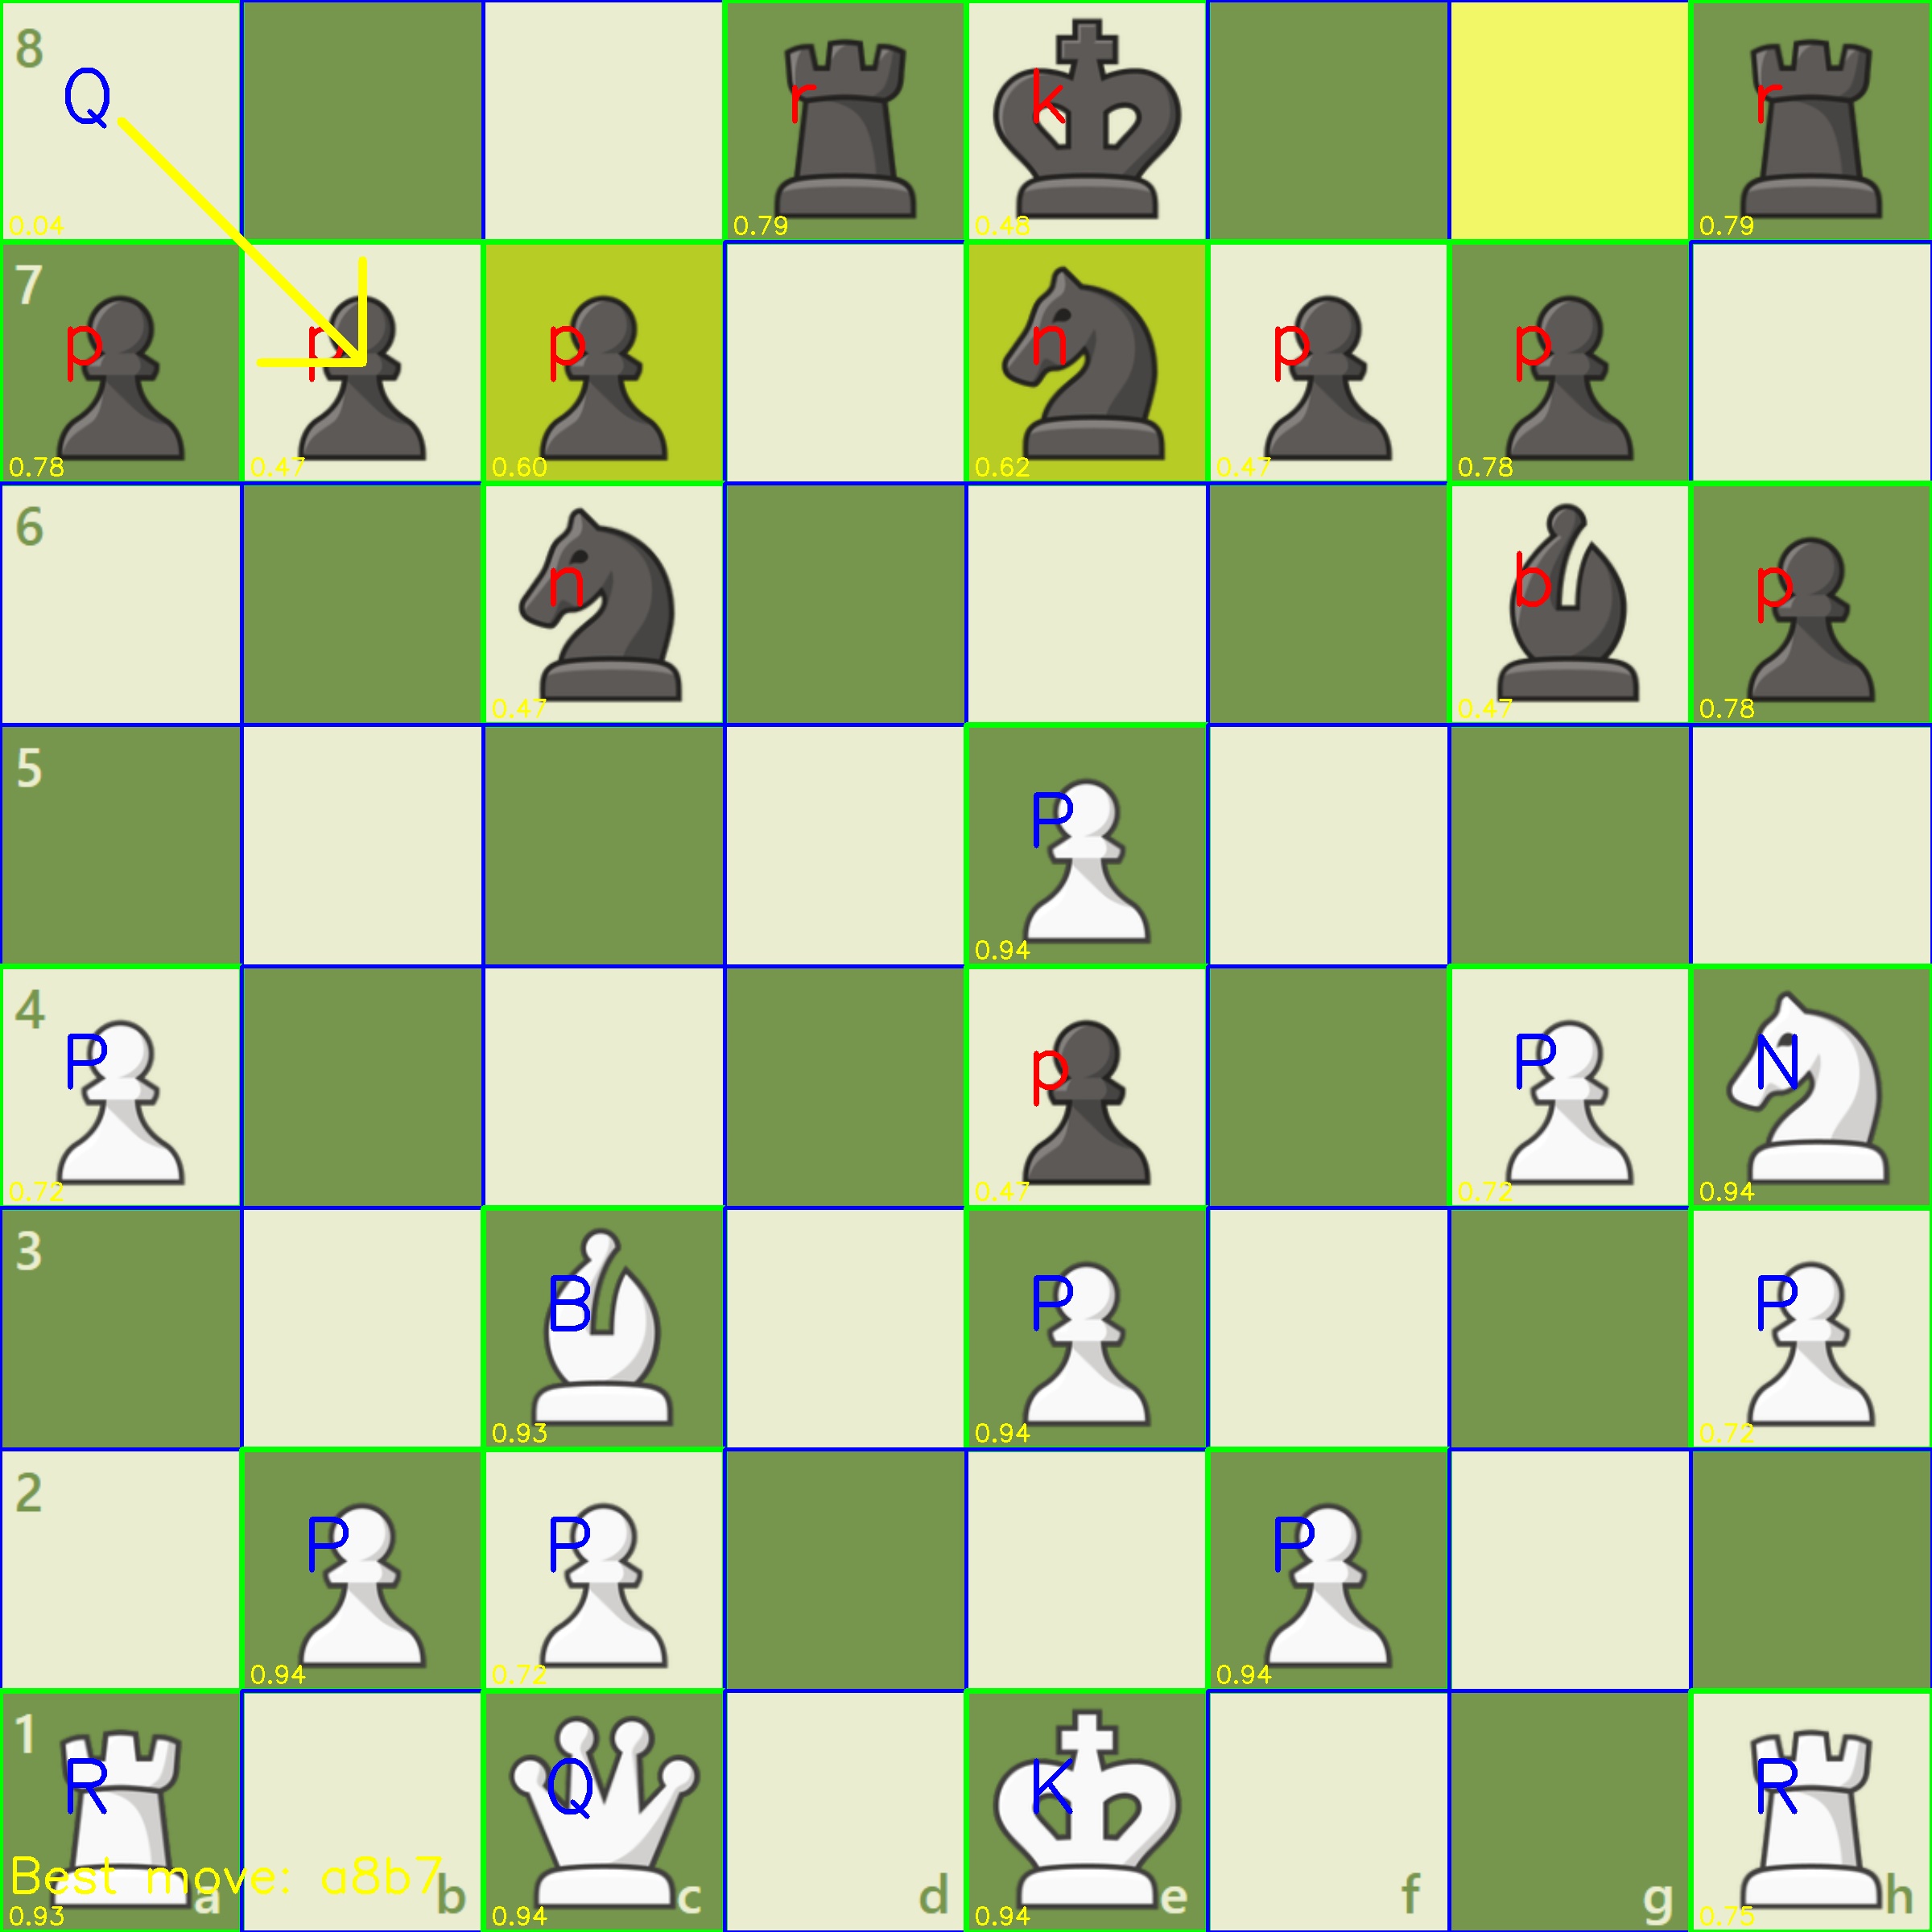 8
Q r k r
0.04 0.79 0.48 0.79
7
p p p n p p
0.78 0.47 0.60 0.62 0.47 0.78
6
n b p
0.47 0.47 0.78
5
P
0.94
4
P p P N
0.72 0.47 0.72 0.94
3
B P P
0.93 0.94 0.72
2
P P P
0.94 0.72 0.94
1
R Q K R
Best move: a8b7
a b c d e f g h
0.93 0.94 0.94 0.75